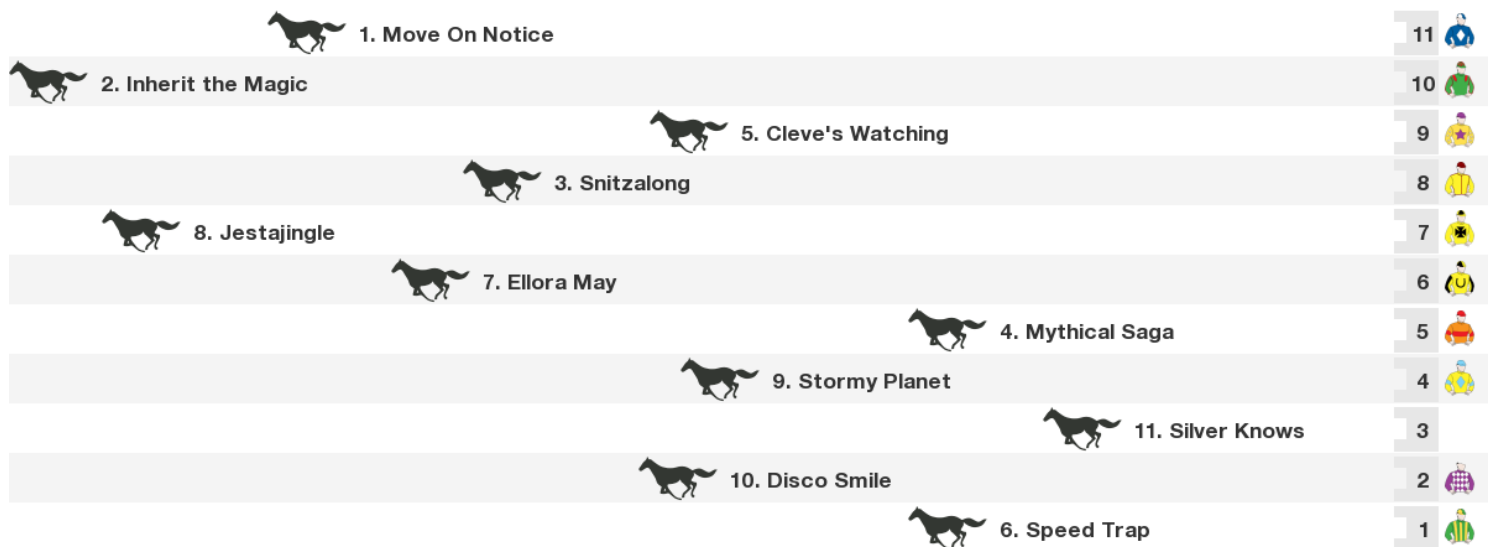 1. Move On Notice 11
2. Inherit the Magic 10
5. Cleve's Watching 9
3. Snitzalong 8
8. Jestajingle 7
7. Ellora May 6
4. Mythical Saga 5
9. Stormy Planet 4
11. Silver Knows 3
10. Disco Smile 2
6. Speed Trap 1